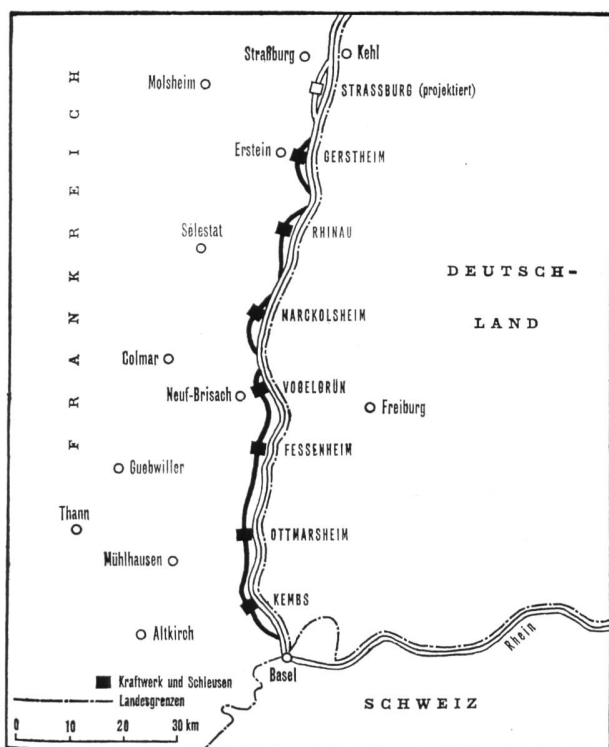 Straßburg
Kehl
Molsheim
STRASSBURG (projektiert)
Erstein
GERSTHEIM
FRANKREICH
RHINAU
Sélestat
DEUTSCH-
LAND
MARCKOLSHEIM
Colmar
VOGELGRÜN
Neuf-Brisach
Freiburg
FESSENHEIM
Guebwiller
Thann
OTTMARSHEIM
Mühlhausen
KEMBS
Altkirch
Rhein
Basel
Kraftwerk und Schleusen
Landesgrenzen
SCHWEIZ
0 10 20 30 km